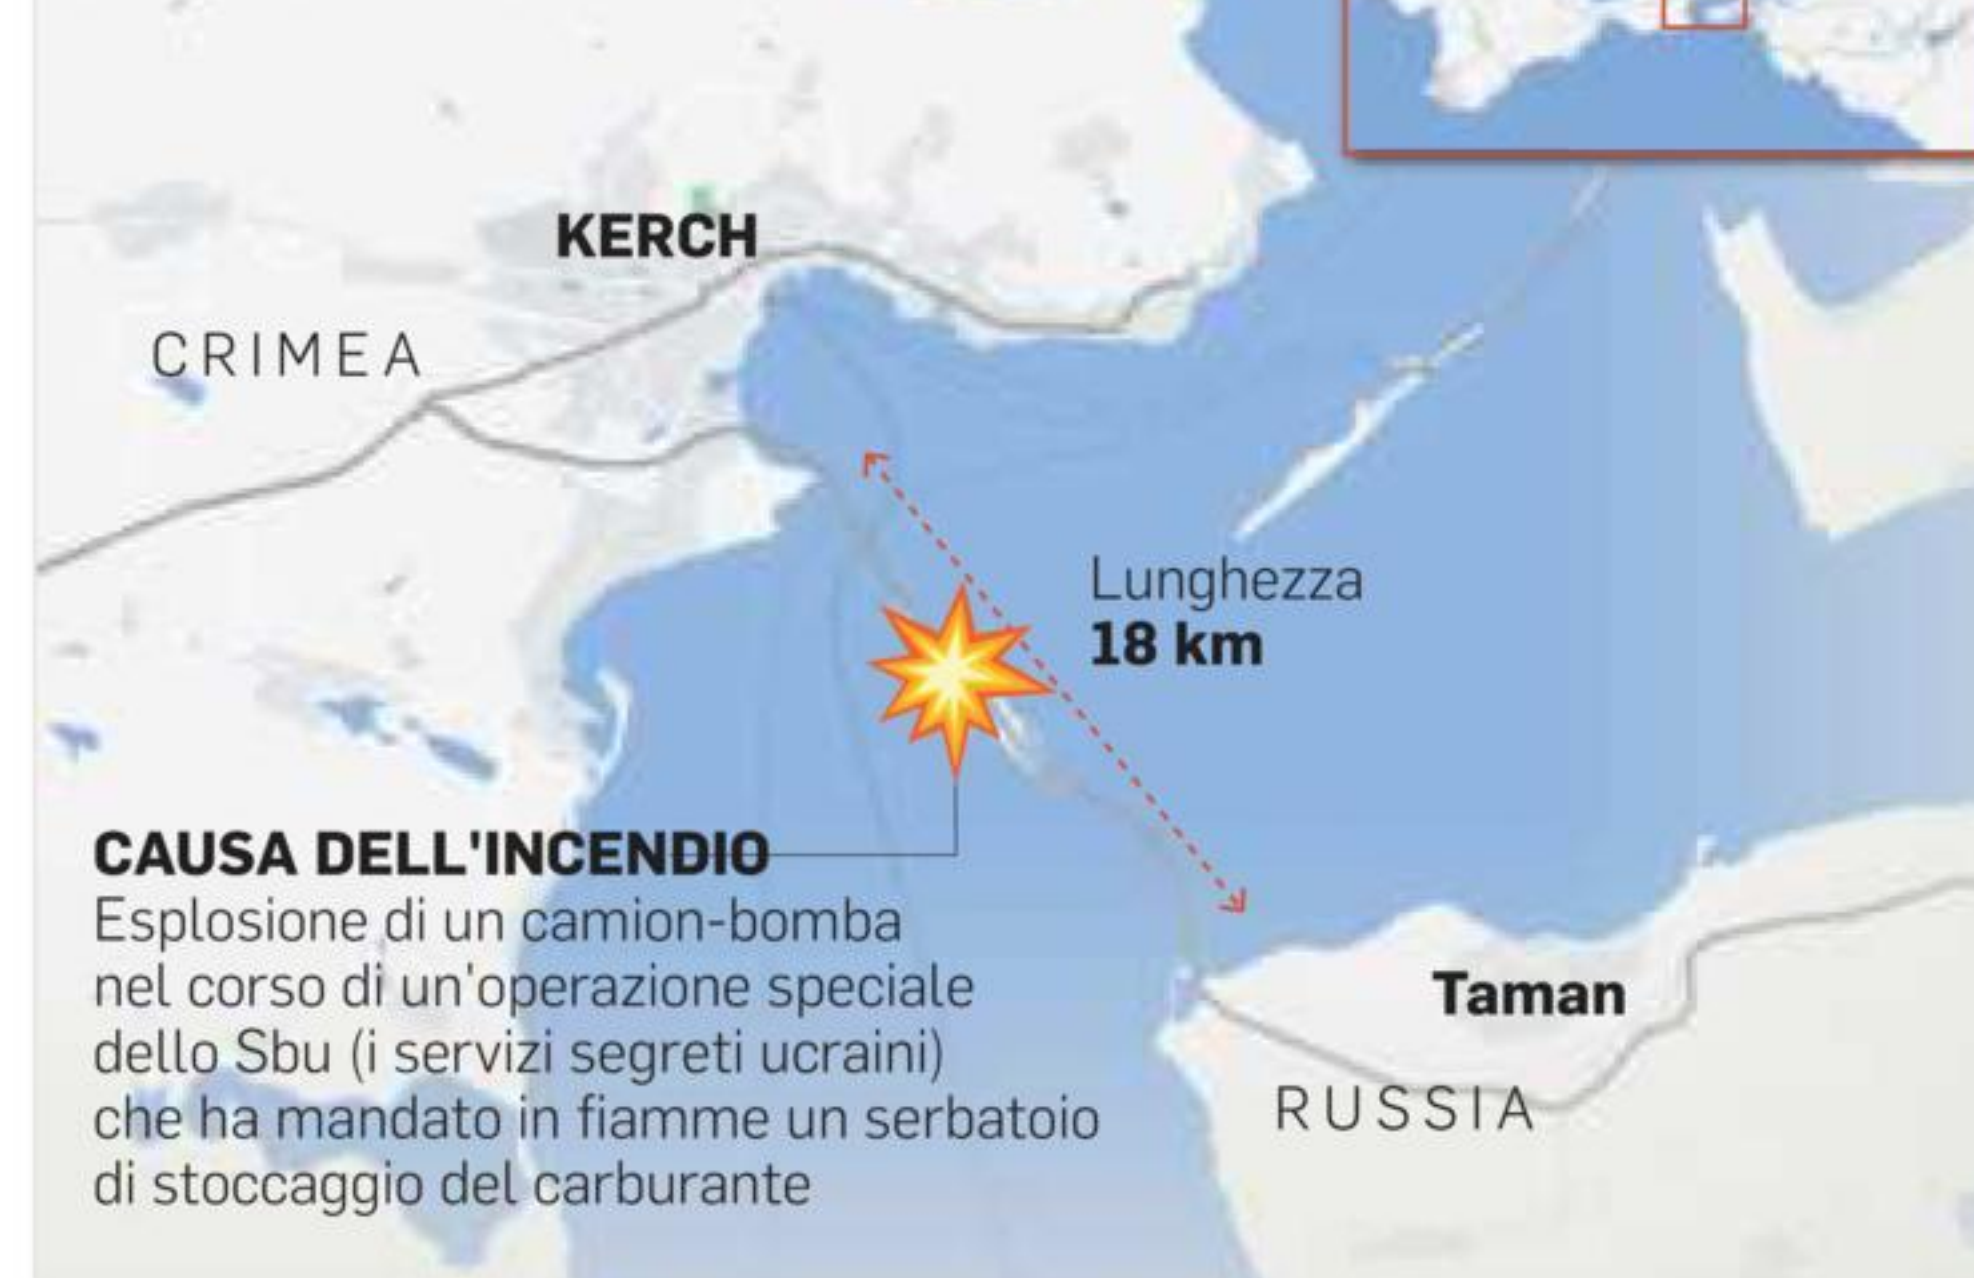 KERCH
CRIMEA
Lunghezza
18 km
CAUSA DELL'INCENDIO
Esplosione di un camion-bomba
nel corso di un'operazione speciale
dello Sbu (i servizi segreti ucraini)
che ha mandato in fiamme un serbatoio
di stoccaggio del carburante
Taman
RUSSIA